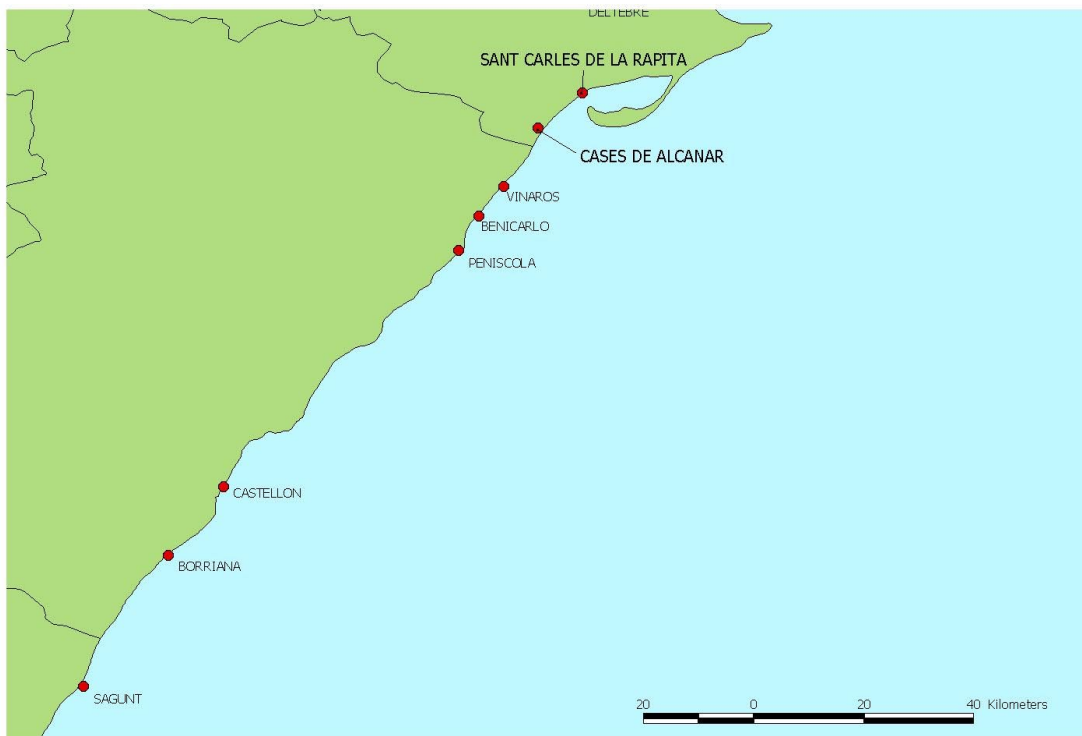 DELTEBRE
SANT CARLES DE LA RAPITA
CASES DE ALCANAR
VINAROS
BENICARLO
PENISCOLA
CASTELLON
BORRIANA
SAGUNT
20 0 20 40 Kilometers